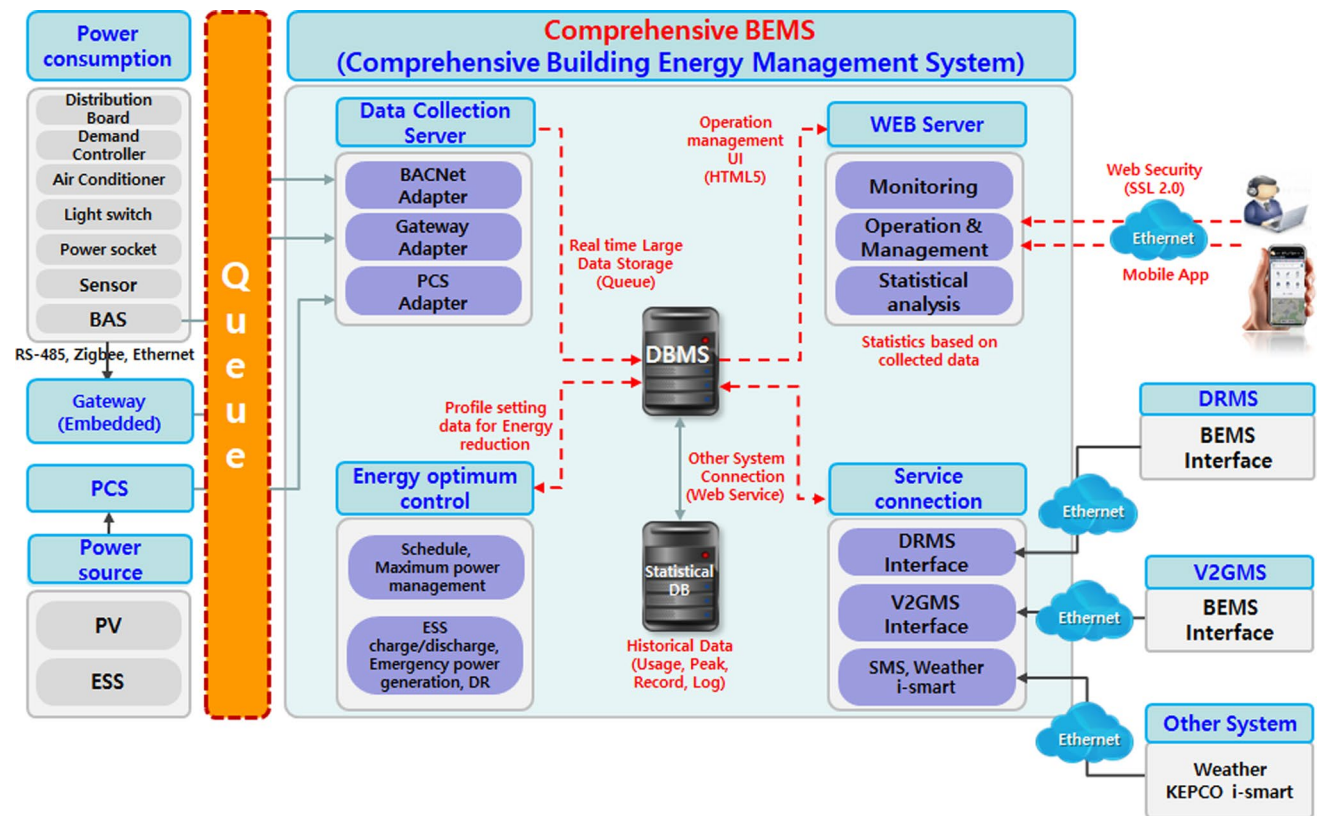 Power
consumption
Distribution
Board
Demand
Controller
Air Conditioner
Light switch
Power socket
Sensor
BAS
RS-485, Zigbee, Ethernet
Gateway
(Embedded)
PCS
Power
source
PV
ESS
Queue
Comprehensive BEMS
(Comprehensive Building Energy Management System)
Data Collection
Server
BACNet
Adapter
Gateway
Adapter
PCS
Adapter
Real time Large
Data Storage
(Queue)
Operation
management
UI
(HTML5)
WEB Server
Monitoring
Operation &
Management
Statistical
analysis
Statistics based on
collected data
Web Security
(SSL 2.0)
Ethernet
Mobile App
DBMS
Profile setting
data for Energy
reduction
Energy optimum
control
Schedule,
Maximum power
management
ESS
charge/discharge,
Emergency power
generation, DR
Other System
Connection
(Web Service)
Statistical
DB
Historical Data
(Usage, Peak,
Record, Log)
Service
connection
DRMS
Interface
V2GMS
Interface
SMS, Weather
i-smart
DRMS
BEMS
Interface
Ethernet
V2GMS
BEMS
Interface
Ethernet
Other System
Weather
KEPCO i-smart
Ethernet